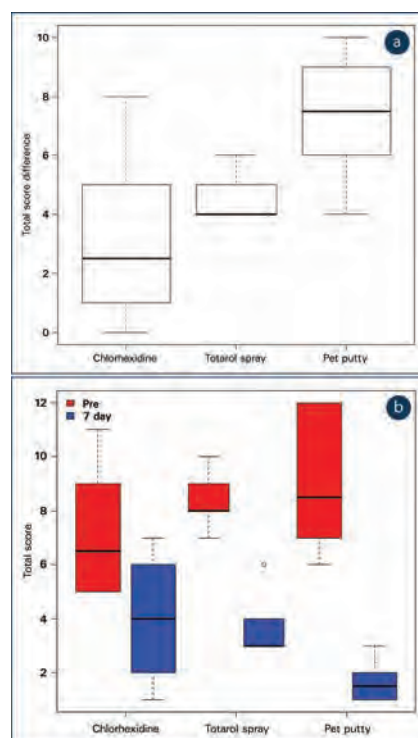 a
10
8
6
4
2
0
Total score difference
Chlorhexidine Totarol spray Pet putty
b
Pre
7 day
12
10
8
6
4
2
Total score
Chlorhexidine Totarol spray Pet putty